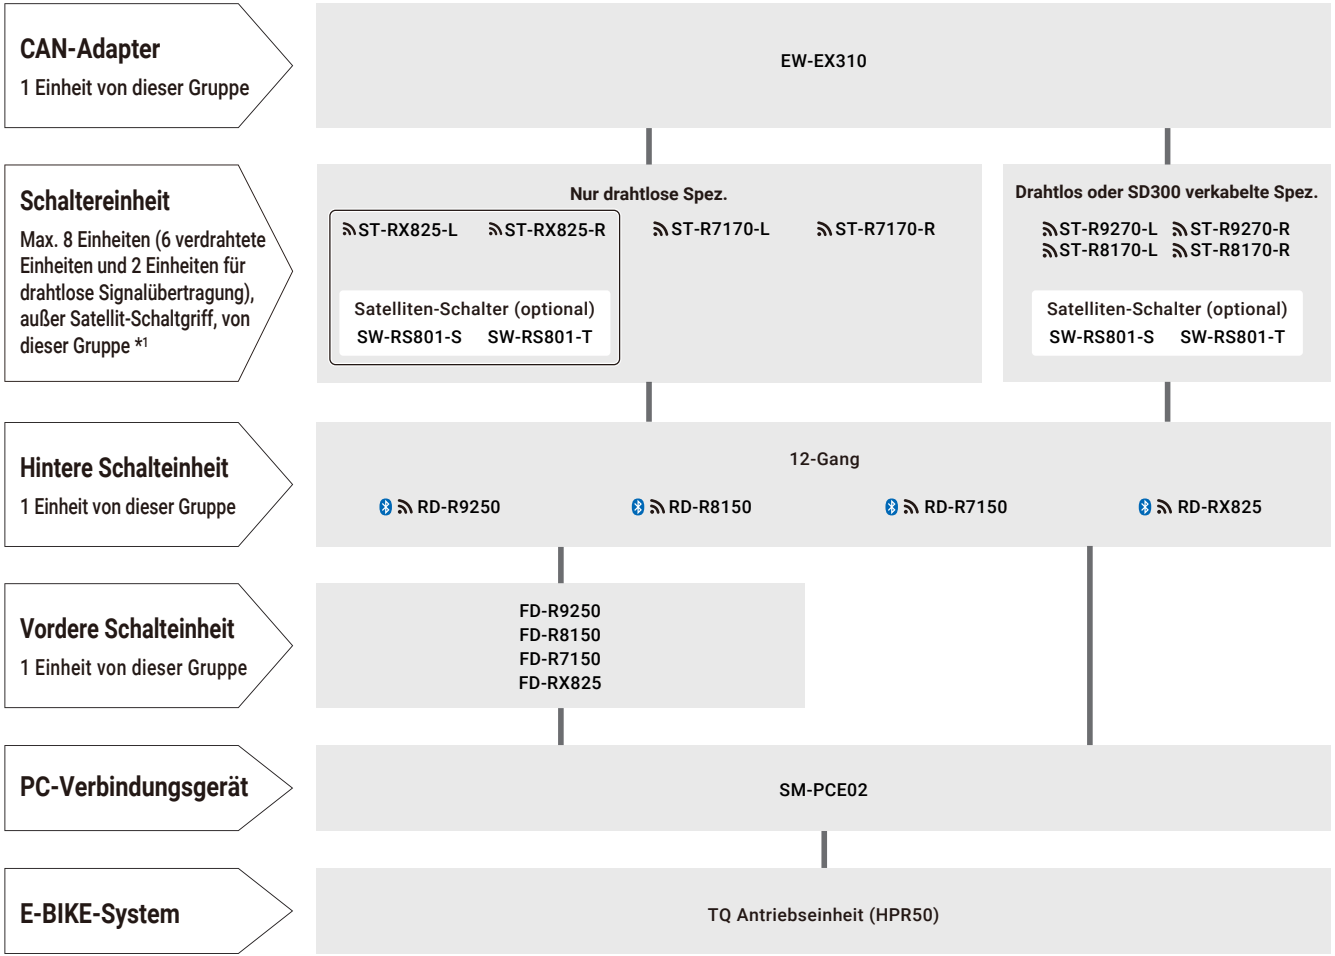 CAN-Adapter
1 Einheit von dieser Gruppe
EW-EX310
Schaltereinheit
Max. 8 Einheiten (6 verdrahtete
Einheiten und 2 Einheiten für
drahtlose Signalübertragung),
außer Satellit-Schaltgriff, von
dieser Gruppe *1
Nur drahtlose Spez.
ST-RX825-L ST-RX825-R ST-R7170-L ST-R7170-R
Satelliten-Schalter (optional)
SW-RS801-S SW-RS801-T
Drahtlos oder SD300 verkabelte Spez.
ST-R9270-L ST-R9270-R
ST-R8170-L ST-R8170-R
Satelliten-Schalter (optional)
SW-RS801-S SW-RS801-T
Hintere Schalteinheit
1 Einheit von dieser Gruppe
12-Gang
RD-R9250 RD-R8150 RD-R7150 RD-RX825
Vordere Schalteinheit
1 Einheit von dieser Gruppe
FD-R9250
FD-R8150
FD-R7150
FD-RX825
PC-Verbindungsgerät
SM-PCE02
E-BIKE-System
TQ Antriebseinheit (HPR50)